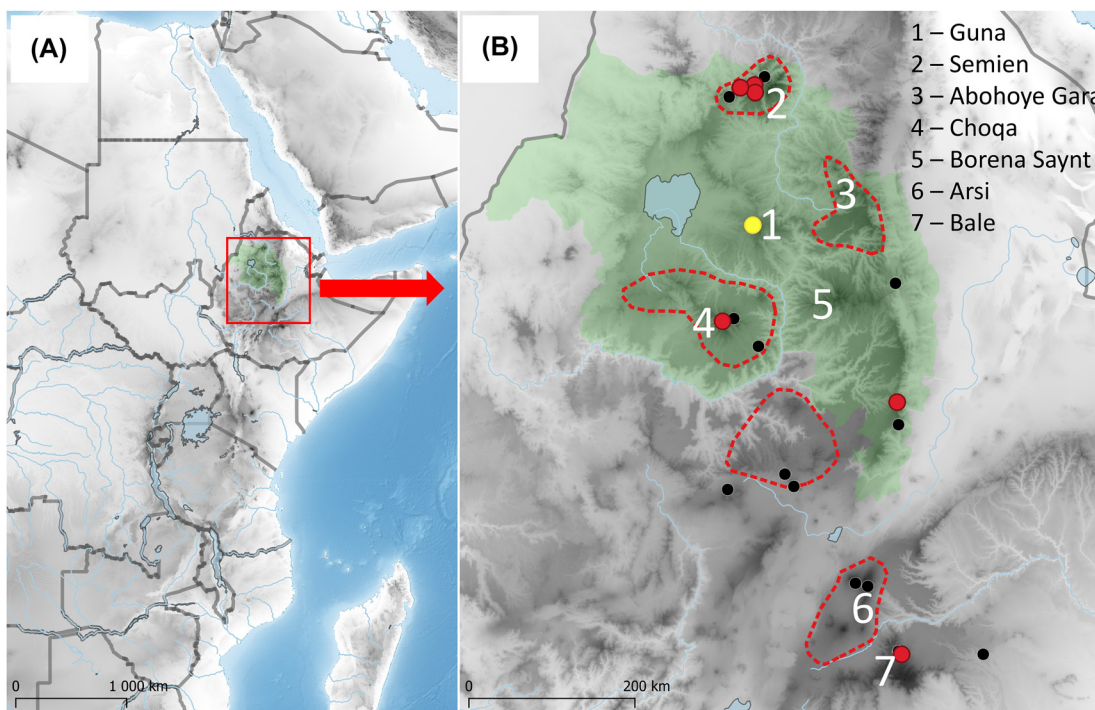 (A)
(B)
1 – Guna
2 – Semien
3 – Abohoye Gara
4 – Choqa
5 – Borena Saynt
6 – Arsi
7 – Bale
2
3
1
5
4
6
7
0 1 000 km
0 200 km